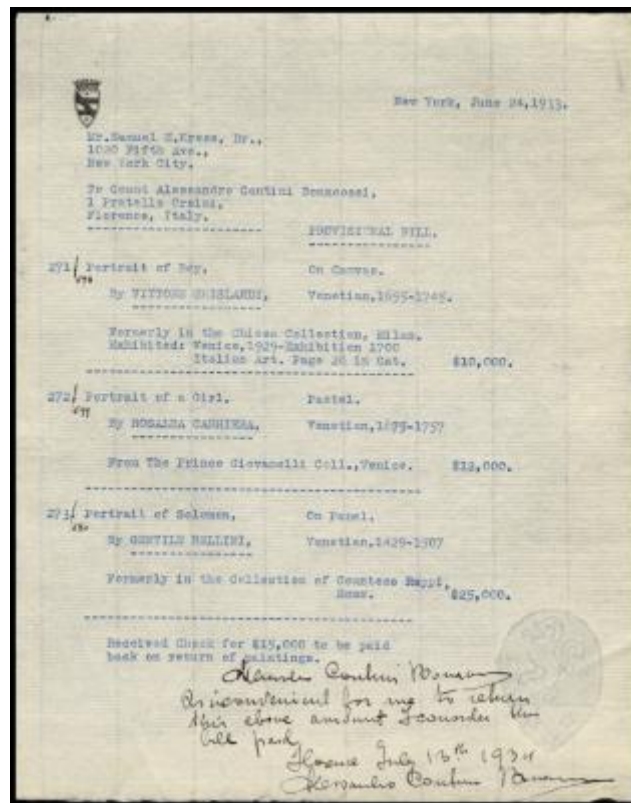 New York, June 24,1933.
Mr.Samuel H.Kress, Dr.,
1020 Fifth Ave.,
New York City.
To Count Alessandro Contini Bonacossi,
1 Fratello Orsini,
Florence, Italy.
PROVISIONAL BILL.
271/ Portrait of Boy, On Canvas.
By VITTORE GHISLANDI, Venetian,1655-1743.
Formerly in the Chiesa Collection, Milan.
Exhibited: Venice,1929-Exhibition 1700
Italian Art. Page 26 in Cat. $10,000.
272/ Portrait of a Girl. Pastel.
By ROSALBA CARRIERA, Venetian,1675-1757
From The Prince Giovanelli Coll.,Venice. $12,000.
273/ Portrait of Solomon, On Panel.
By GENTILE BELLINI, Venetian,1429-1507
Formerly in the Collection of Countess
Rome. $25,000.
Received Check for $15,000 to be paid
back on return of paintings.
Alessandro Contini Bonacossi
As inconvenient for me to return
this above amount I consider the
bill paid
Florence July 13th 1934
Alessandro Contini Bonacossi